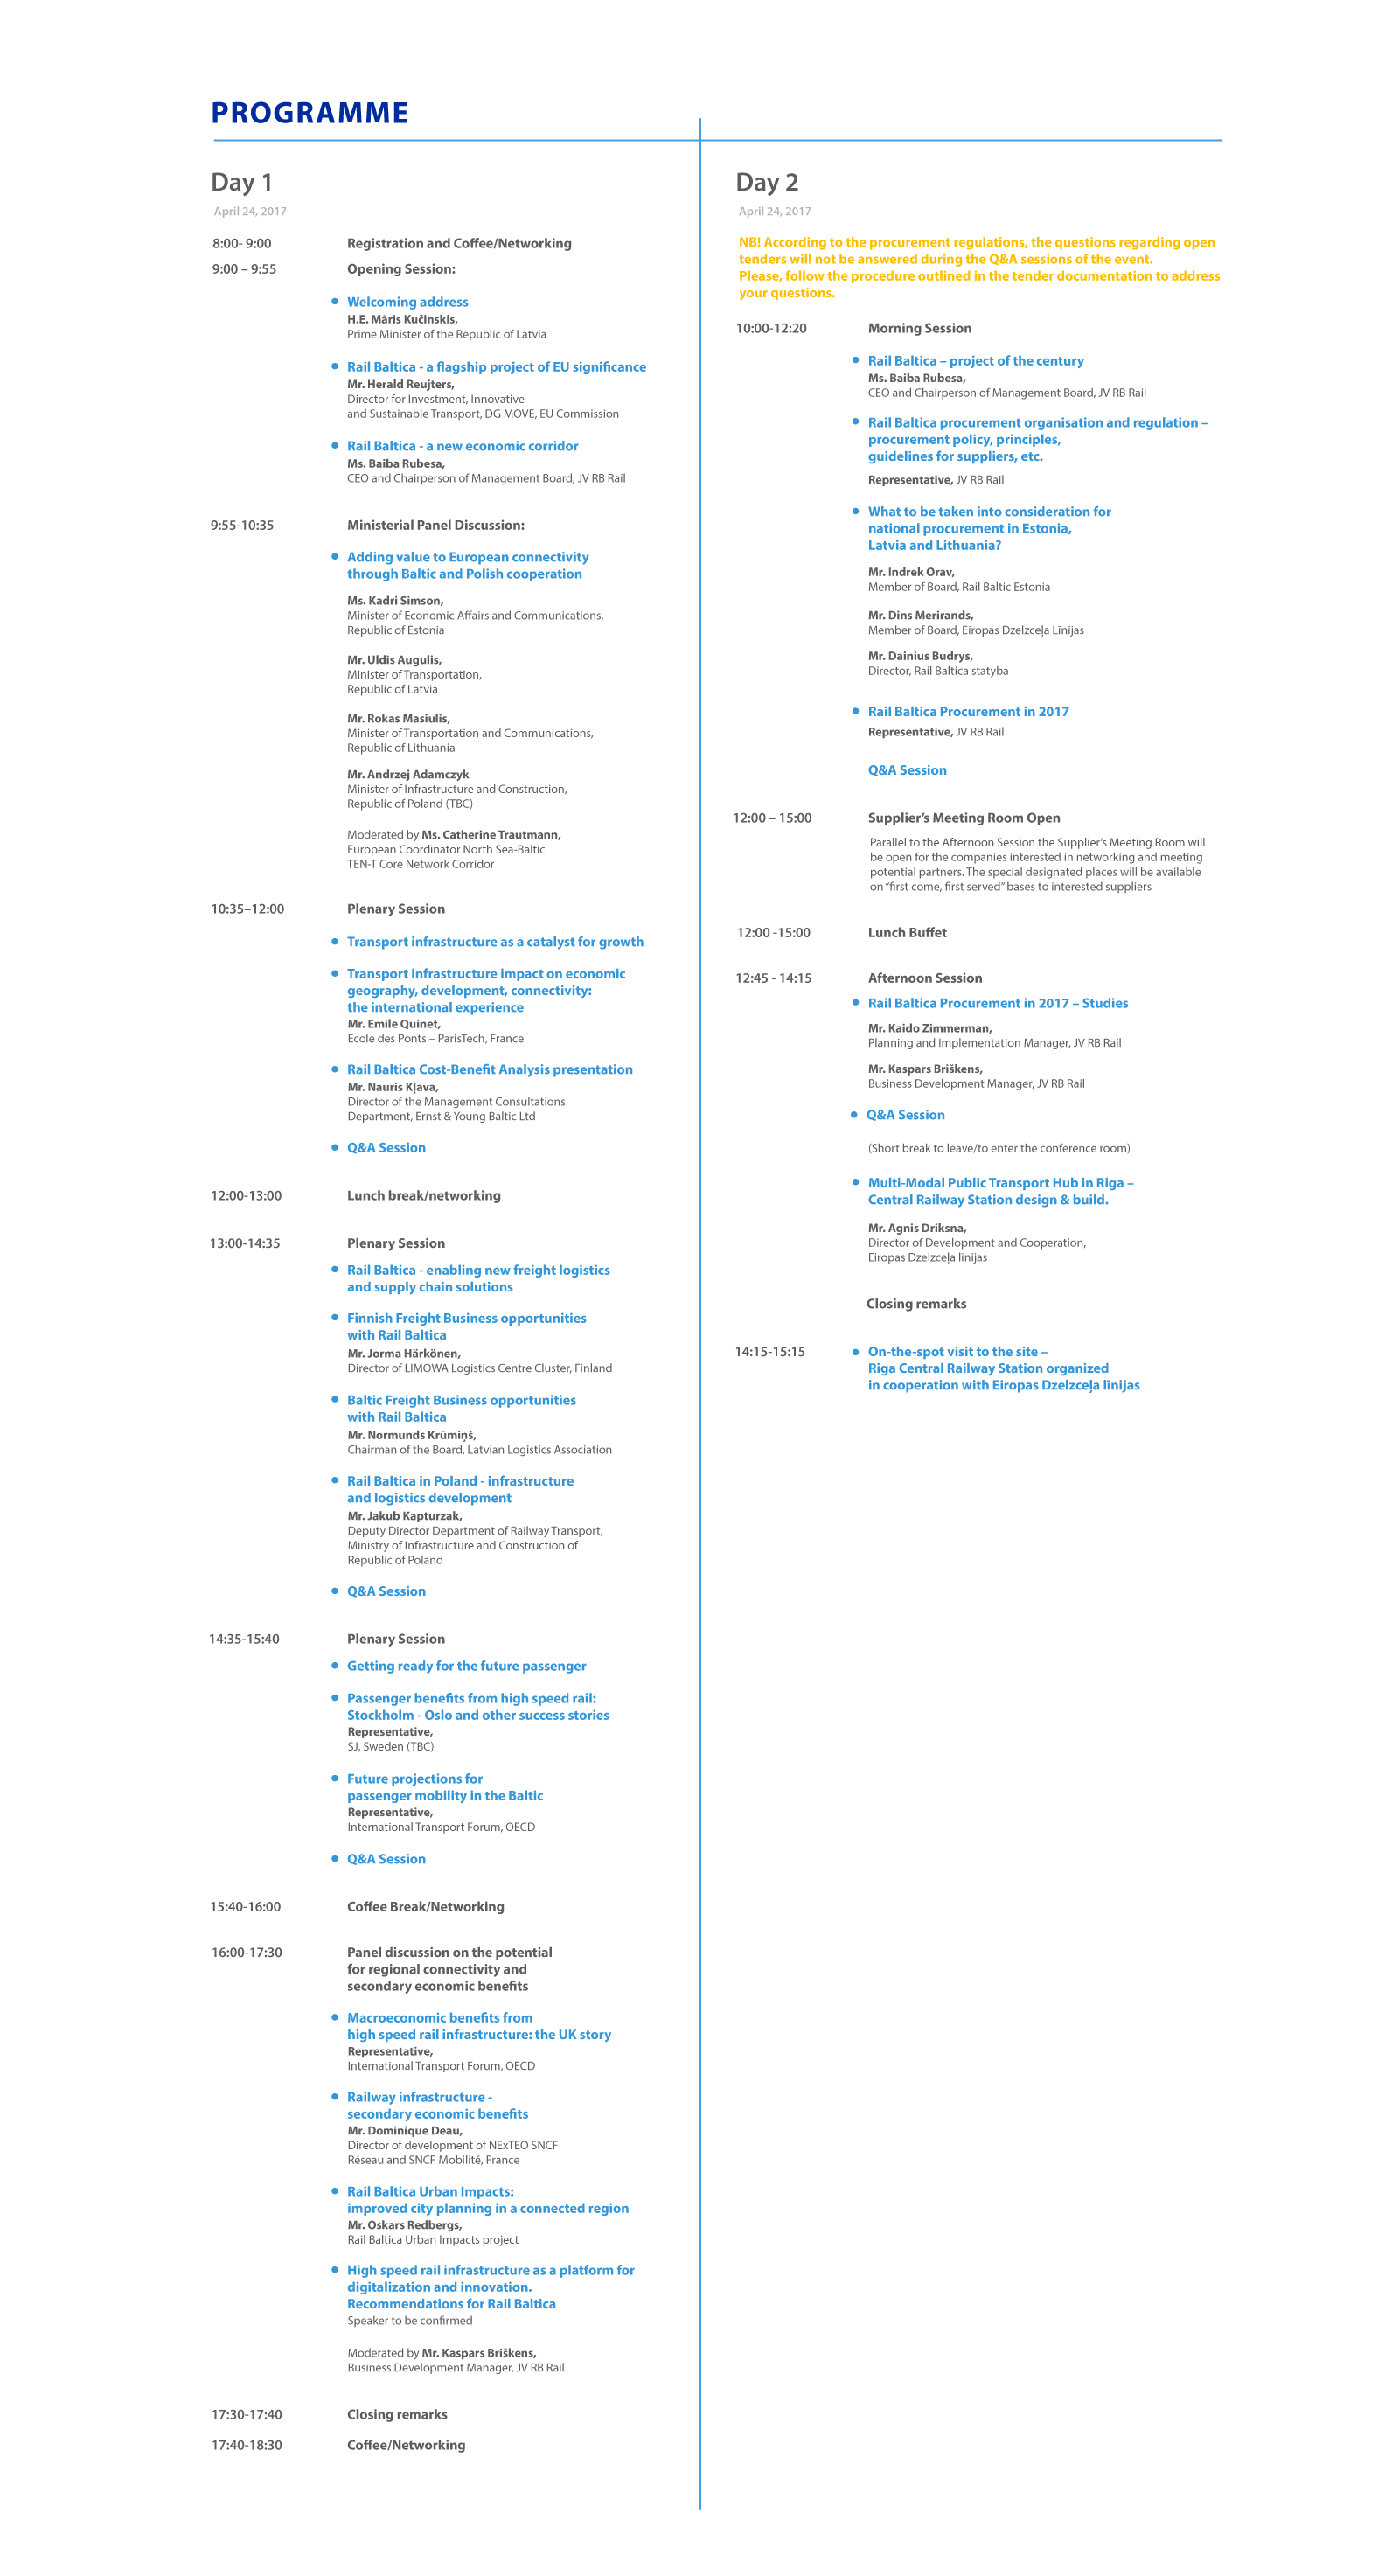 PROGRAMME
Day 1
April 24, 2017
8:00- 9:00 Registration and Coffee/Networking
9:00 – 9:55 Opening Session:
• Welcoming address
H.E. Māris Kučinskis,
Prime Minister of the Republic of Latvia
• Rail Baltica - a flagship project of EU significance
Mr. Herald Reujters,
Director for Investment, Innovative
and Sustainable Transport, DG MOVE, EU Commission
• Rail Baltica - a new economic corridor
Ms. Baiba Rubesa,
CEO and Chairperson of Management Board, JV RB Rail
9:55-10:35 Ministerial Panel Discussion:
• Adding value to European connectivity
through Baltic and Polish cooperation
Ms. Kadri Simson,
Minister of Economic Affairs and Communications,
Republic of Estonia
Mr. Uldis Augulis,
Minister of Transportation,
Republic of Latvia
Mr. Rokas Masiulis,
Minister of Transportation and Communications,
Republic of Lithuania
Mr. Andrzej Adamczyk
Minister of Infrastructure and Construction,
Republic of Poland (TBC)
Moderated by Ms. Catherine Trautmann,
European Coordinator North Sea-Baltic
TEN-T Core Network Corridor
10:35–12:00 Plenary Session
• Transport infrastructure as a catalyst for growth
• Transport infrastructure impact on economic
geography, development, connectivity:
the international experience
Mr. Emile Quinet,
Ecole des Ponts – ParisTech, France
• Rail Baltica Cost-Benefit Analysis presentation
Mr. Nauris Kļava,
Director of the Management Consultations
Department, Ernst & Young Baltic Ltd
• Q&A Session
12:00-13:00 Lunch break/networking
13:00-14:35 Plenary Session
• Rail Baltica - enabling new freight logistics
and supply chain solutions
• Finnish Freight Business opportunities
with Rail Baltica
Mr. Jorma Härkönen,
Director of LIMOWA Logistics Centre Cluster, Finland
• Baltic Freight Business opportunities
with Rail Baltica
Mr. Normunds Krūmiņš,
Chairman of the Board, Latvian Logistics Association
• Rail Baltica in Poland - infrastructure
and logistics development
Mr. Jakub Kapturzak,
Deputy Director Department of Railway Transport,
Ministry of Infrastructure and Construction of
Republic of Poland
• Q&A Session
14:35-15:40 Plenary Session
• Getting ready for the future passenger
• Passenger benefits from high speed rail:
Stockholm - Oslo and other success stories
Representative,
SJ, Sweden (TBC)
• Future projections for
passenger mobility in the Baltic
Representative,
International Transport Forum, OECD
• Q&A Session
15:40-16:00 Coffee Break/Networking
16:00-17:30 Panel discussion on the potential
for regional connectivity and
secondary economic benefits
• Macroeconomic benefits from
high speed rail infrastructure: the UK story
Representative,
International Transport Forum, OECD
• Railway infrastructure -
secondary economic benefits
Mr. Dominique Deau,
Director of development of NExTEO SNCF
Réseau and SNCF Mobilité, France
• Rail Baltica Urban Impacts:
improved city planning in a connected region
Mr. Oskars Redbergs,
Rail Baltica Urban Impacts project
• High speed rail infrastructure as a platform for
digitalization and innovation.
Recommendations for Rail Baltica
Speaker to be confirmed
Moderated by Mr. Kaspars Briškens,
Business Development Manager, JV RB Rail
17:30-17:40 Closing remarks
17:40-18:30 Coffee/Networking
Day 2
April 24, 2017
NB! According to the procurement regulations, the questions regarding open
tenders will not be answered during the Q&A sessions of the event.
Please, follow the procedure outlined in the tender documentation to address
your questions.
10:00-12:20 Morning Session
• Rail Baltica – project of the century
Ms. Baiba Rubesa,
CEO and Chairperson of Management Board, JV RB Rail
• Rail Baltica procurement organisation and regulation –
procurement policy, principles,
guidelines for suppliers, etc.
Representative, JV RB Rail
• What to be taken into consideration for
national procurement in Estonia,
Latvia and Lithuania?
Mr. Indrek Orav,
Member of Board, Rail Baltic Estonia
Mr. Dins Merirands,
Member of Board, Eiropas Dzelzceļa Līnijas
Mr. Dainius Budrys,
Director, Rail Baltica statyba
• Rail Baltica Procurement in 2017
Representative, JV RB Rail
Q&A Session
12:00 – 15:00 Supplier’s Meeting Room Open
Parallel to the Afternoon Session the Supplier’s Meeting Room will
be open for the companies interested in networking and meeting
potential partners. The special designated places will be available
on “first come, first served” bases to interested suppliers
12:00 -15:00 Lunch Buffet
12:45 - 14:15 Afternoon Session
• Rail Baltica Procurement in 2017 – Studies
Mr. Kaido Zimmerman,
Planning and Implementation Manager, JV RB Rail
Mr. Kaspars Briškens,
Business Development Manager, JV RB Rail
• Q&A Session
(Short break to leave/to enter the conference room)
• Multi-Modal Public Transport Hub in Riga –
Central Railway Station design & build.
Mr. Agnis Driksna,
Director of Development and Cooperation,
Eiropas Dzelzceļa līnijas
Closing remarks
14:15-15:15 • On-the-spot visit to the site –
Riga Central Railway Station organized
in cooperation with Eiropas Dzelzceļa līnijas